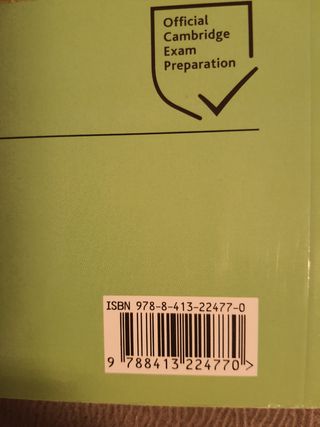 Official
Cambridge
Exam
Preparation
ISBN 978-8-413-22477-0
9 788413 224770 >